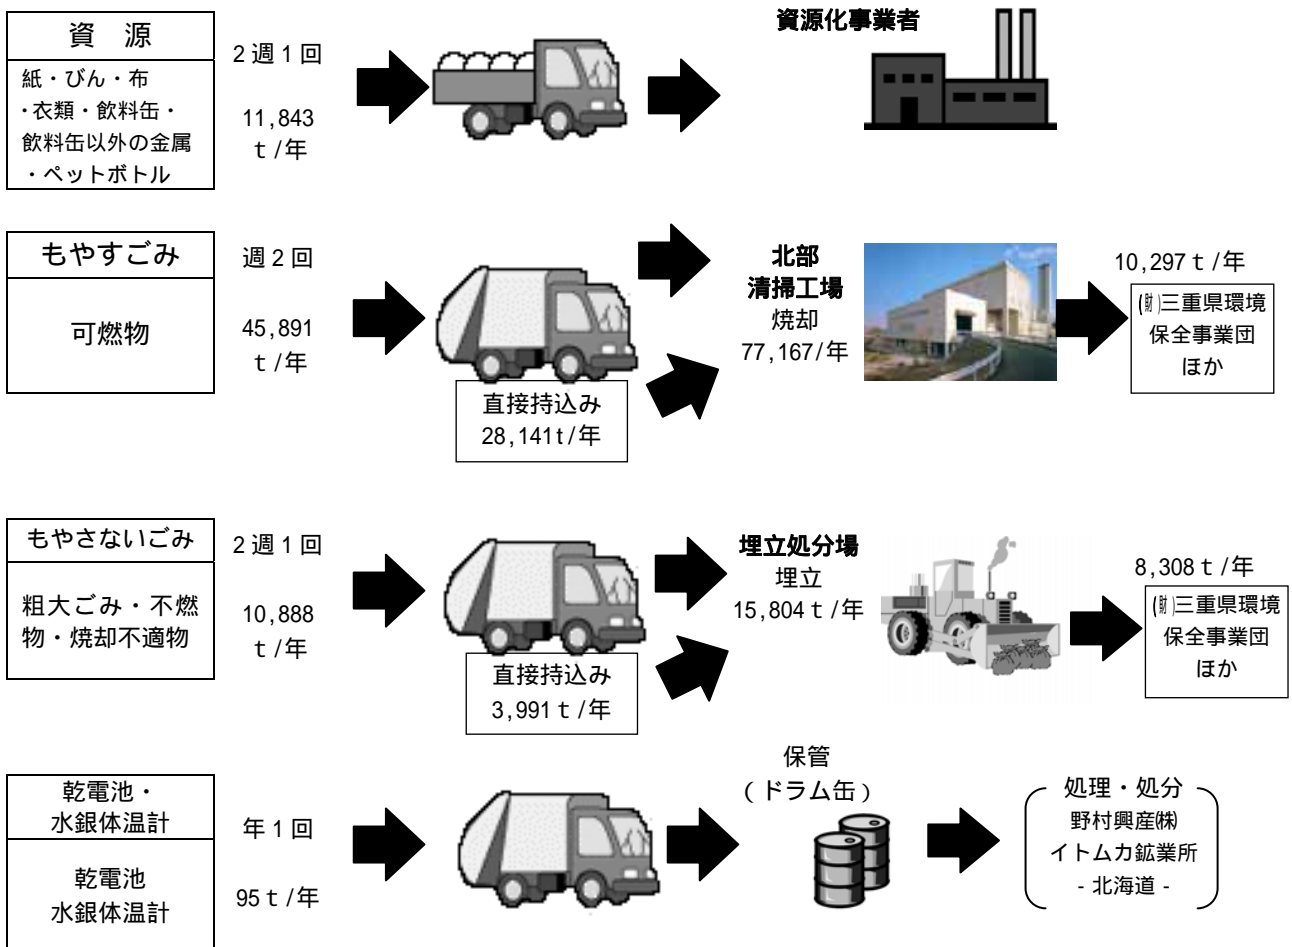 資源化事業者
資　源
紙・びん・布
・衣類・飲料缶・
飲料缶以外の金属
・ペットボトル
2週1回
11,843
ｔ/年
もやすごみ
可燃物
週2回
45,891
ｔ/年
直接持込み
28,141t/年
北部
清掃工場
焼却
77,167/年
10,297ｔ/年
(財)三重県環境
保全事業団
ほか
もやさないごみ
粗大ごみ・不燃
物・焼却不適物
2週1回
10,888
ｔ/年
直接持込み
3,991ｔ/年
埋立処分場
埋立
15,804ｔ/年
8,308ｔ/年
(財)三重県環境
保全事業団
ほか
乾電池・
水銀体温計
乾電池
水銀体温計
年1回
95ｔ/年
保管
(ドラム缶)
処理・処分
野村興産㈱
イトムカ鉱業所
- 北海道 -